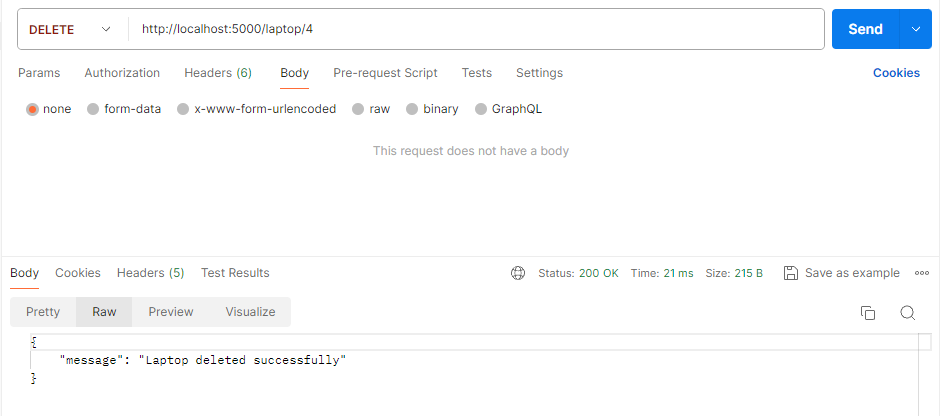 DELETE http://localhost:5000/laptop/4 Send
Params Authorization Headers (6) Body Pre-request Script Tests Settings Cookies
none form-data x-www-form-urlencoded raw binary GraphQL
This request does not have a body
Body Cookies Headers (5) Test Results Status: 200 OK Time: 21 ms Size: 215 B Save as example
Pretty Raw Preview Visualize
{
"message": "Laptop deleted successfully"
}